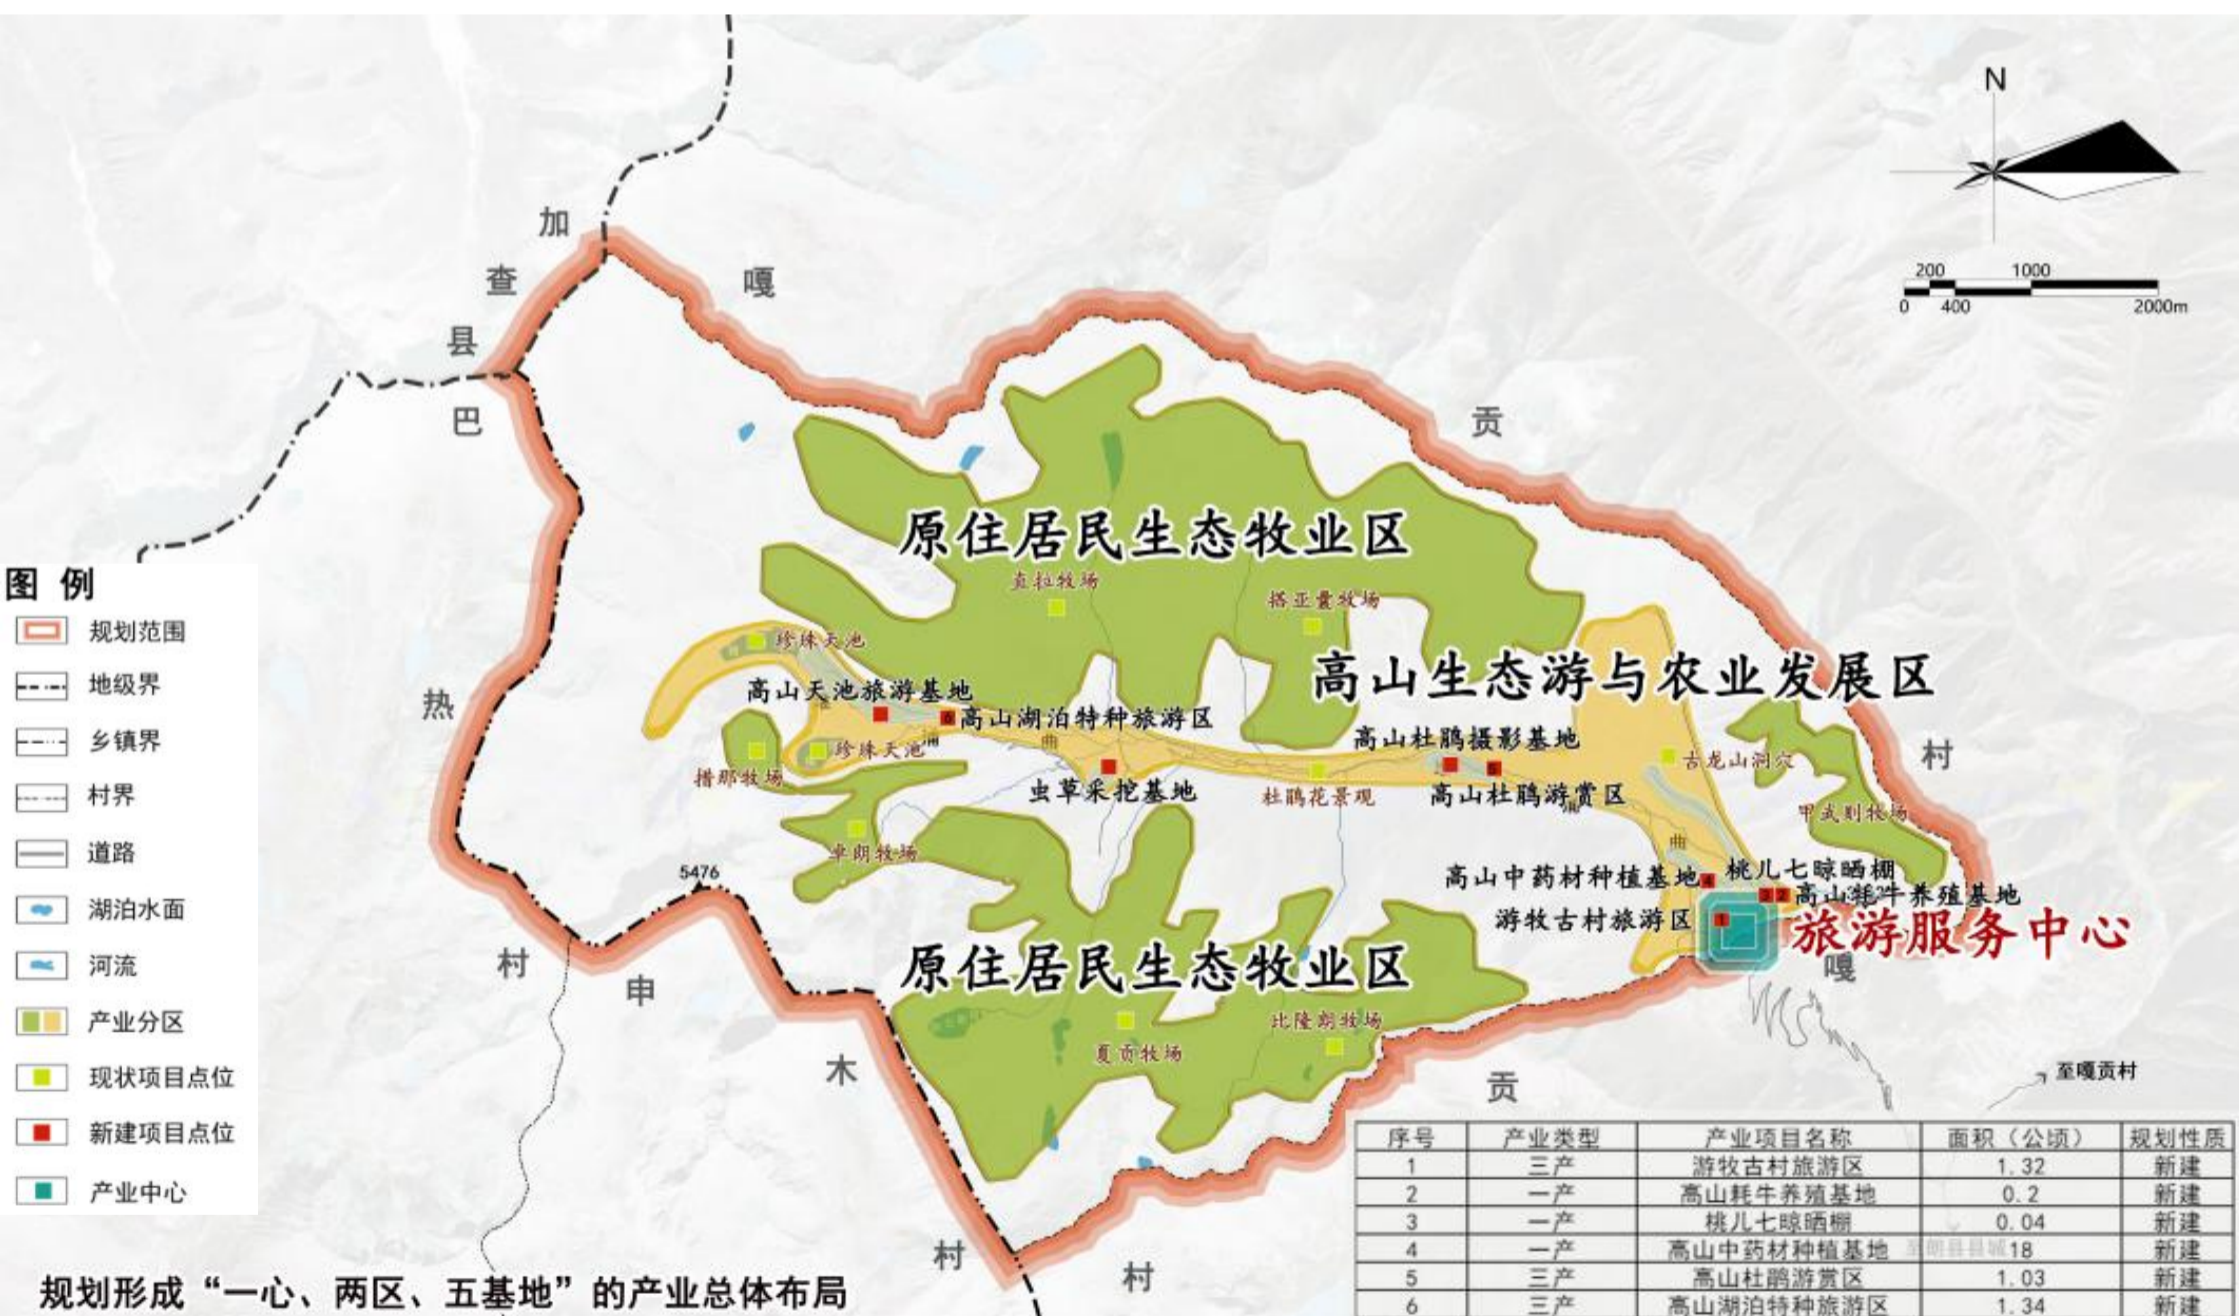 N
200 1000
0 400 2000m
加
查
县
嘎
巴
贡
原住居民生态牧业区
直拉牧场
搭亚囊牧场
珍珠天池
高山生态游与农业发展区
高山天池旅游基地
6 高山湖泊特种旅游区
热
曲
高山杜鹃摄影基地
村
珍珠天池
古龙山洞穴
措那牧场
虫草采挖基地
杜鹃花景观
5
高山杜鹃游赏区
甲贰则牧场
卓朗牧场
曲
5476
高山中药材种植基地 4
桃儿七晾晒棚
3 2 高山牦牛养殖基地
游牧古村旅游区 1
旅游服务中心
嘎
村
申
原住居民生态牧业区
夏贡牧场
比隆朗牧场
木
贡
至嘎贡村
村
村
图 例
规划范围
地级界
乡镇界
村界
道路
湖泊水面
河流
产业分区
现状项目点位
新建项目点位
产业中心
规划形成“一心、两区、五基地”的产业总体布局
序号 产业类型 产业项目名称 面积（公顷） 规划性质
1 三产 游牧古村旅游区 1.32 新建
2 一产 高山耗牛养殖基地 0.2 新建
3 一产 桃儿七晾晒棚 0.04 新建
4 一产 高山中药材种植基地 18 新建
5 三产 高山杜鹃游赏区 1.03 新建
6 三产 高山湖泊特种旅游区 1.34 新建
至朗县县城